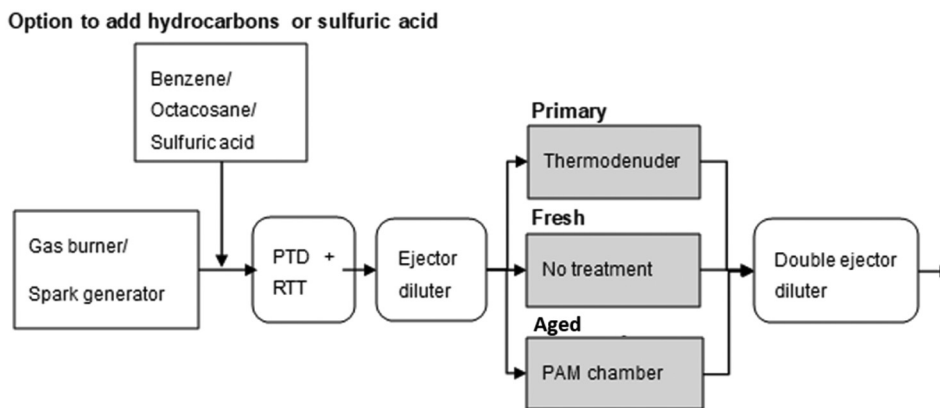 Option to add hydrocarbons or sulfuric acid
Benzene/
Octacosane/
Sulfuric acid
Gas burner/
Spark generator
PTD +
RTT
Ejector
diluter
Primary
Thermodenuder
Fresh
No treatment
Aged
PAM chamber
Double ejector
diluter